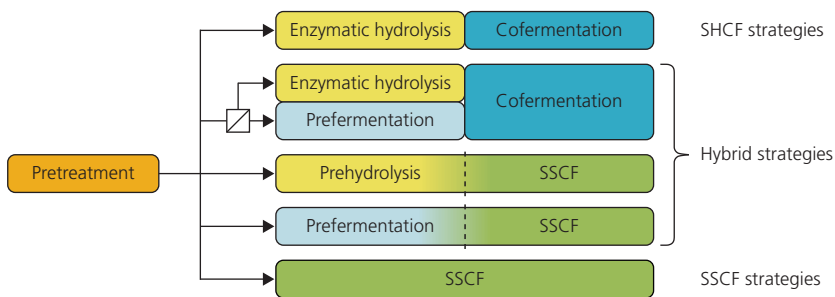 Enzymatic hydrolysis Cofermentation SHCF strategies
Enzymatic hydrolysis
Cofermentation
Prefermentation
Hybrid strategies
Pretreatment Prehydrolysis SSCF
Prefermentation SSCF
SSCF SSCF strategies